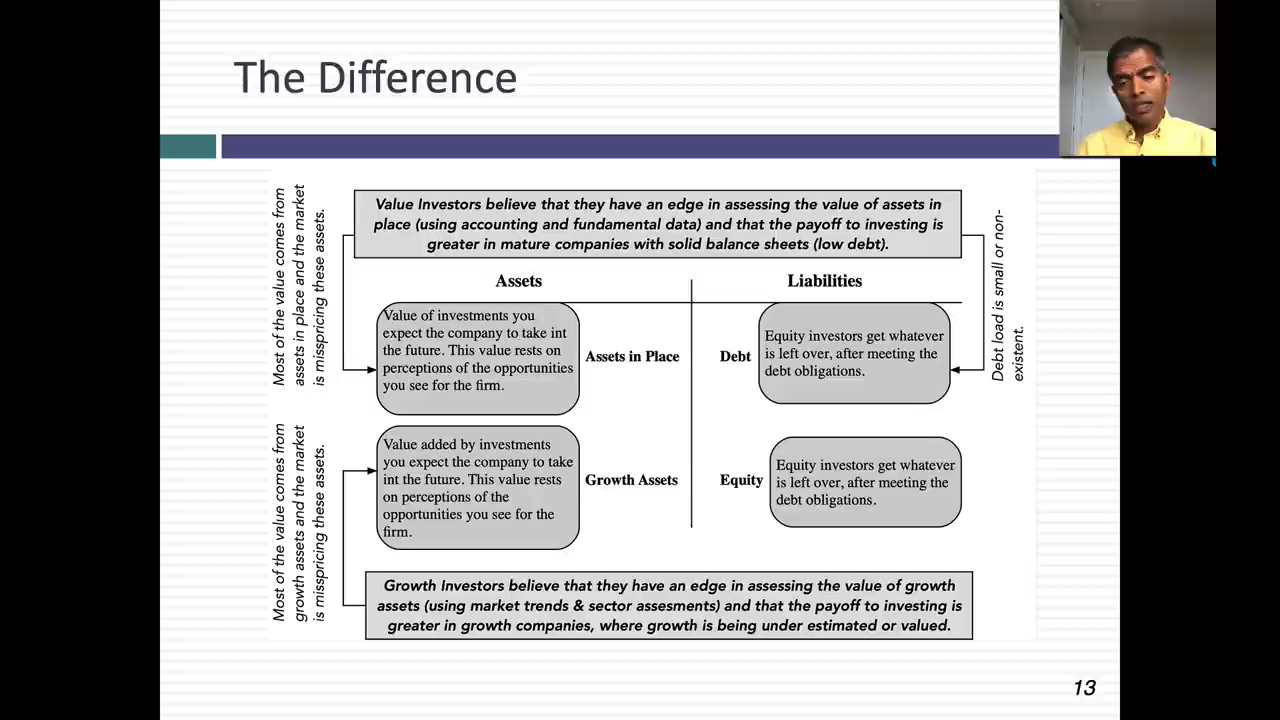 The Difference
Most of the value comes from
assets in place and the market
is mispricing these assets.
Value Investors believe that they have an edge in assessing the value of assets in
place (using accounting and fundamental data) and that the payoff to investing is
greater in mature companies with solid balance sheets (low debt).
Debt load is small or non-
existent.
Assets
Liabilities
Value of investments you
expect the company to take int
the future. This value rests on
perceptions of the opportunities
you see for the firm.
Assets in Place
Debt
Equity investors get whatever
is left over, after meeting the
debt obligations.
Most of the value comes from
growth assets and the market
is misspricing these assets.
Value added by investments
you expect the company to take
int the future. This value rests
on perceptions of the
opportunities you see for the
firm.
Growth Assets
Equity
Equity investors get whatever
is left over, after meeting the
debt obligations.
Growth Investors believe that they have an edge in assessing the value of growth
assets (using market trends & sector assesments) and that the payoff to investing is
greater in growth companies, where growth is being under estimated or valued.
13